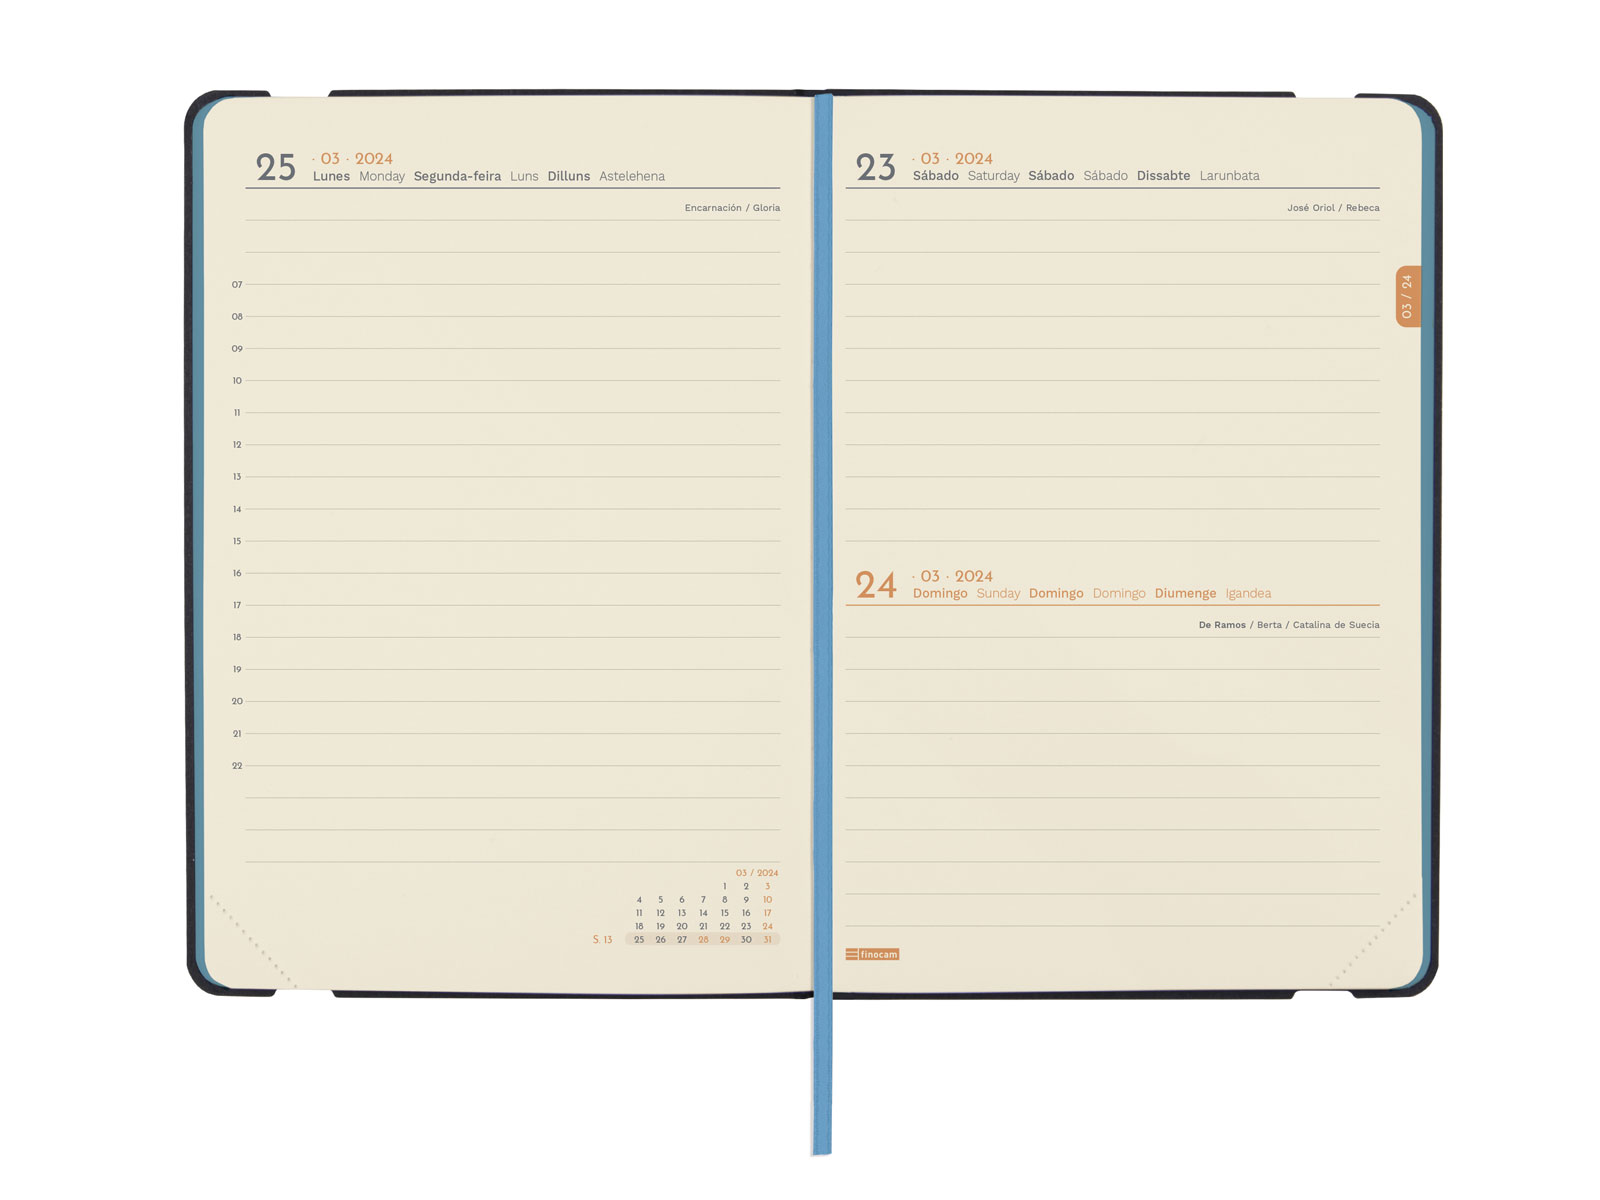 25 · 03 · 2024
Lunes Monday Segunda-feira Luns Dilluns Astelehena
Encarnación / Gloria
07
08
09
10
11
12
13
14
15
16
17
18
19
20
21
22
03 / 2024
1 2 3
4 5 6 7 8 9 10
11 12 13 14 15 16 17
18 19 20 21 22 23 24
S. 13 25 26 27 28 29 30 31
23 · 03 · 2024
Sábado Saturday Sábado Sábado Dissabte Larunbata
José Oriol / Rebeca
03 / 24
24 · 03 · 2024
Domingo Sunday Domingo Domingo Diumenge Igandea
De Ramos / Berta / Catalina de Suecia
finocam